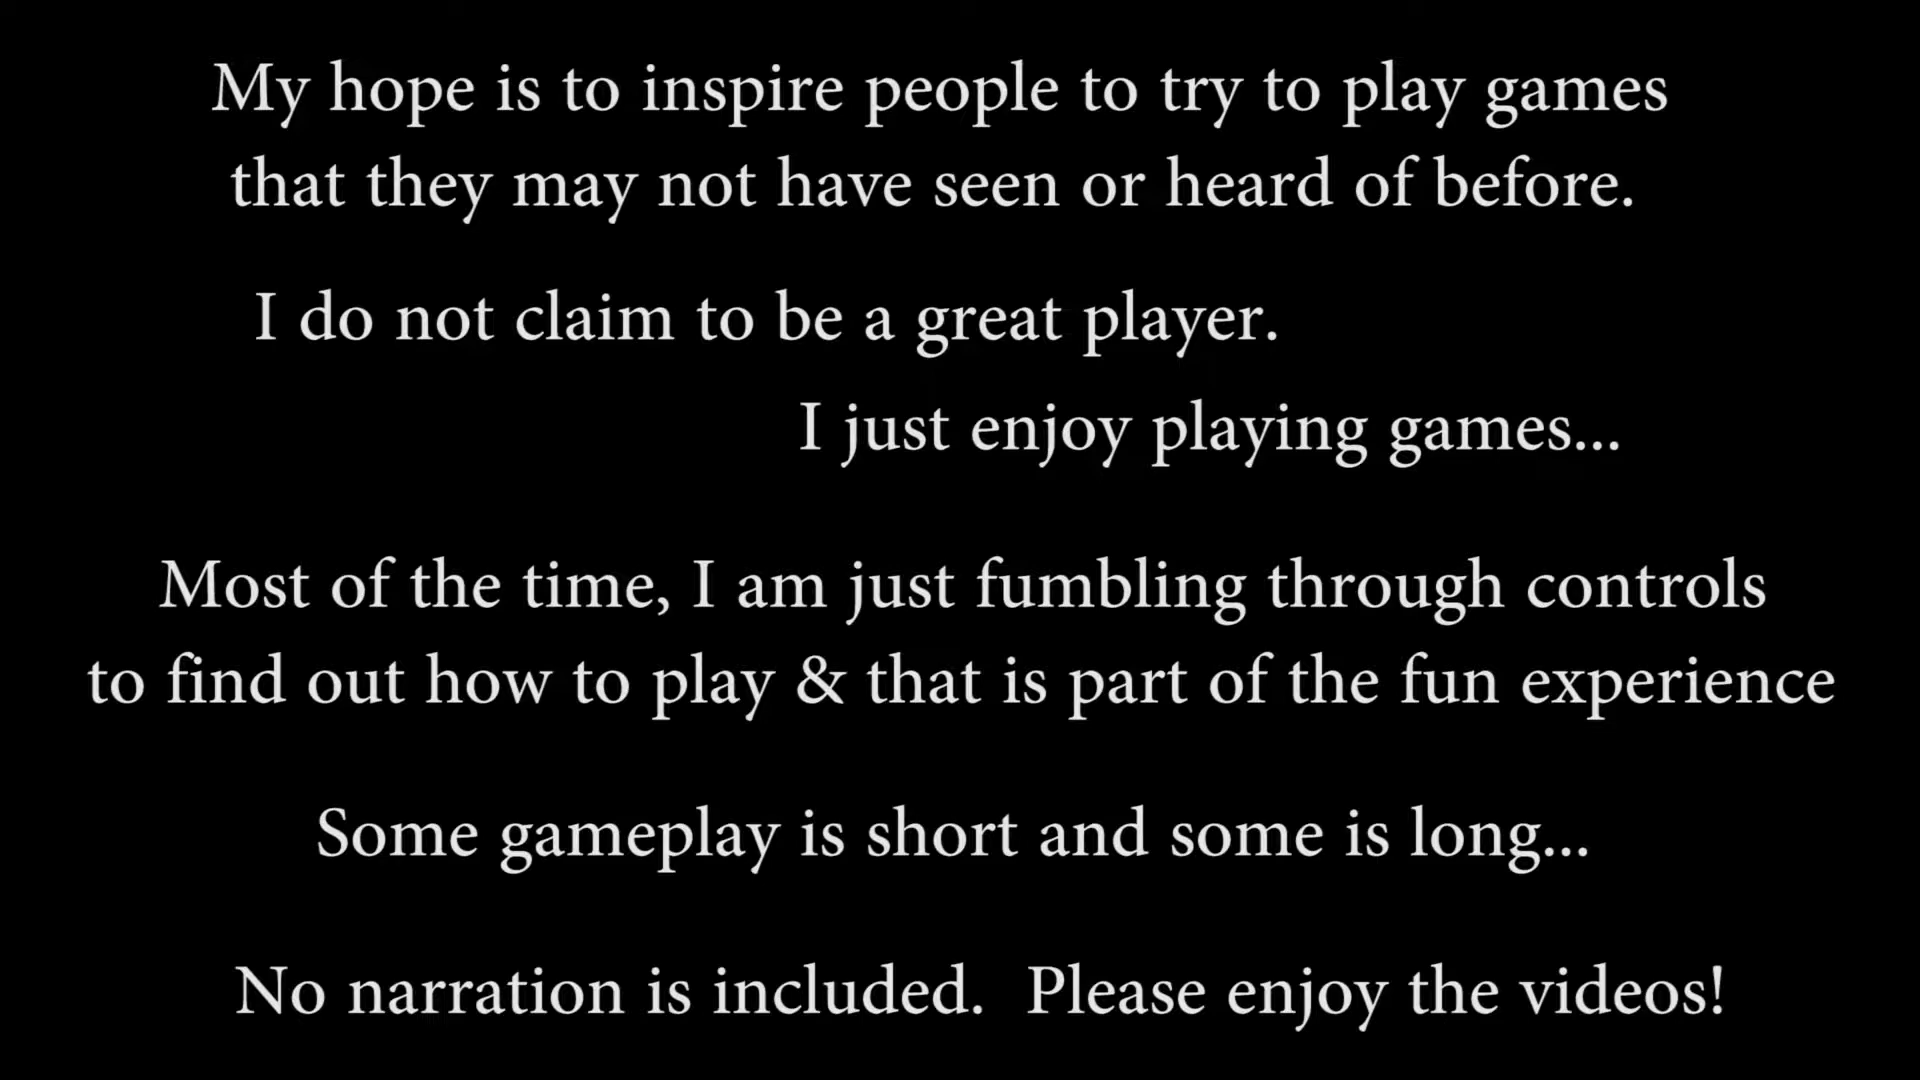 My hope is to inspire people to try to play games
that they may not have seen or heard of before.
I do not claim to be a great player.
I just enjoy playing games...
Most of the time, I am just fumbling through controls
to find out how to play & that is part of the fun experience
Some gameplay is short and some is long...
No narration is included.  Please enjoy the videos!